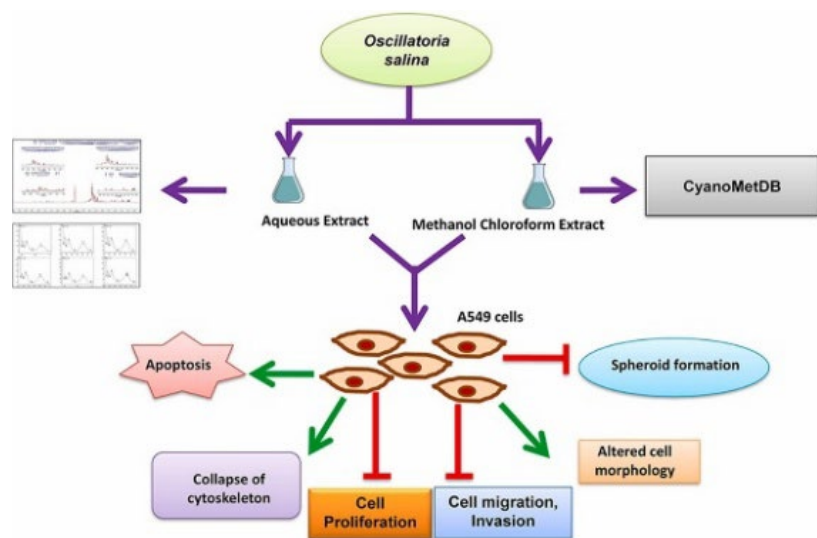 Oscillatoria
salina
CyanoMetDB
Aqueous Extract
Methanol Chloroform Extract
A549 cells
Apoptosis
Spheroid formation
Altered cell
morphology
Collapse of
cytoskeleton
Cell
Proliferation
Cell migration,
Invasion